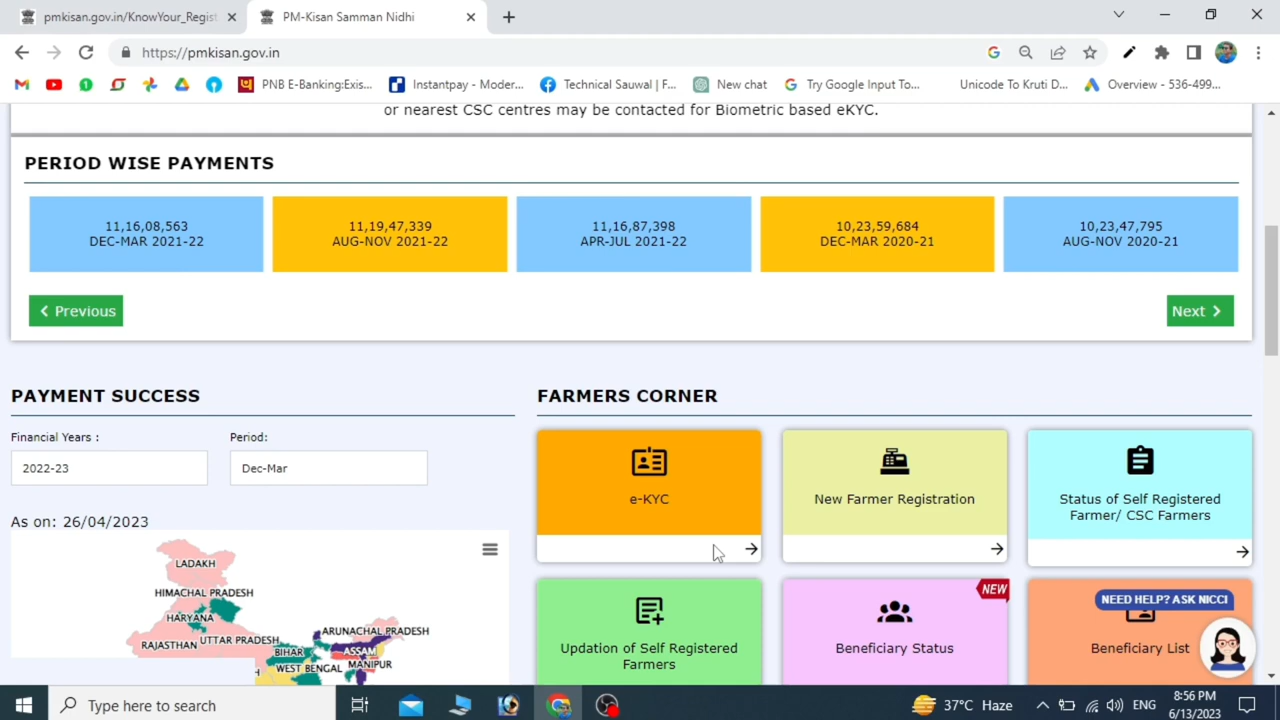 pmkisan.gov.in/KnowYour_Regist
PM-Kisan Samman Nidhi
https://pmkisan.gov.in
PNB E-Banking:Exis...
Instantpay - Moder...
Technical Sauwal | F...
New chat
Try Google Input To...
Unicode To Kruti D...
Overview - 536-499...
or nearest CSC centres may be contacted for Biometric based eKYC.
PERIOD WISE PAYMENTS
11,16,08,563
DEC-MAR 2021-22
11,19,47,339
AUG-NOV 2021-22
11,16,87,398
APR-JUL 2021-22
10,23,59,684
DEC-MAR 2020-21
10,23,47,795
AUG-NOV 2020-21
Previous
Next
PAYMENT SUCCESS
Financial Years :
Period:
2022-23
Dec-Mar
As on: 26/04/2023
LADAKH
HIMACHAL PRADESH
HARYANA
UTTAR PRADESH
RAJASTHAN
ARUNACHAL PRADESH
BIHAR
ASSAM
WEST BENGAL
MANIPUR
H
FARMERS CORNER
e-KYC
New Farmer Registration
Status of Self Registered
Farmer/ CSC Farmers
Updation of Self Registered
Farmers
NEW
Beneficiary Status
NEED HELP? ASK NICCI
Beneficiary List
Type here to search
37°C Haze
ENG
8:56 PM
6/13/2023